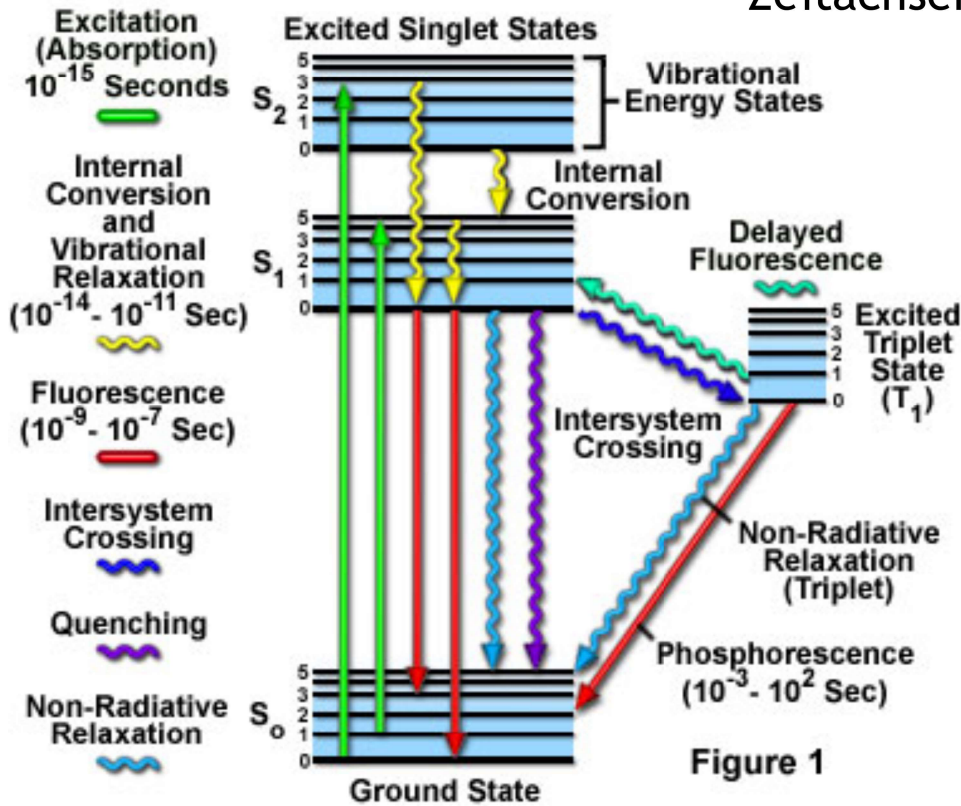 Zeitachsen
Excitation
(Absorption)
10⁻¹⁵ Seconds
Internal
Conversion
and
Vibrational
Relaxation
(10⁻¹⁴- 10⁻¹¹ Sec)
Fluorescence
(10⁻⁹- 10⁻⁷ Sec)
Intersystem
Crossing
Quenching
Non-Radiative
Relaxation
Excited Singlet States
S₂
5
3
2
1
0
Vibrational
Energy States
Internal
Conversion
S₁
5
3
2
1
0
Delayed
Fluorescence
5
3
2
1
0
Excited
Triplet
State
(T₁)
Intersystem
Crossing
Non-Radiative
Relaxation
(Triplet)
Phosphorescence
(10⁻³- 10² Sec)
S₀
5
3
2
1
0
Ground State
Figure 1